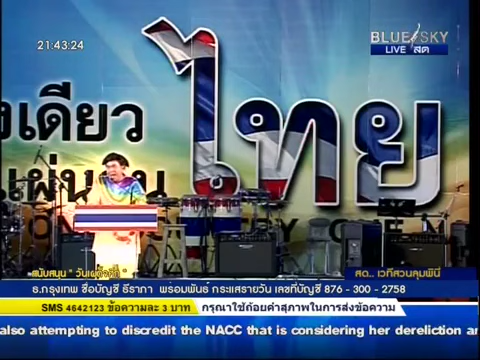 21:43:24
BLUE SKY
LIVE สด
งเดียว
ไทย
สด.. เวทีสวนลุมพินี
ธ.กรุงเทพ ชื่อบัญชี ธีราภา พร้อมพันธ์ กระแสรายวัน เลขที่บัญชี 876 - 300 - 2758
SMS 4642123 ข้อความละ 3 บาท กรุณาใช้ถ้อยคำสุภาพในการส่งข้อความ
also attempting to discredit the NACC that is considering her dereliction an